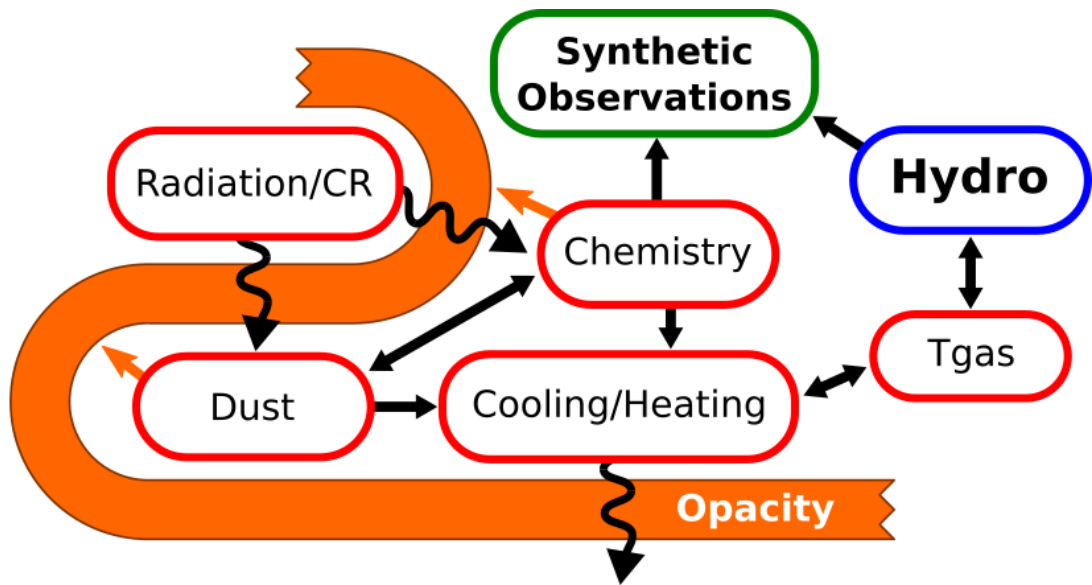 Synthetic
Observations
Radiation/CR
Hydro
Chemistry
Tgas
Dust
Cooling/Heating
Opacity